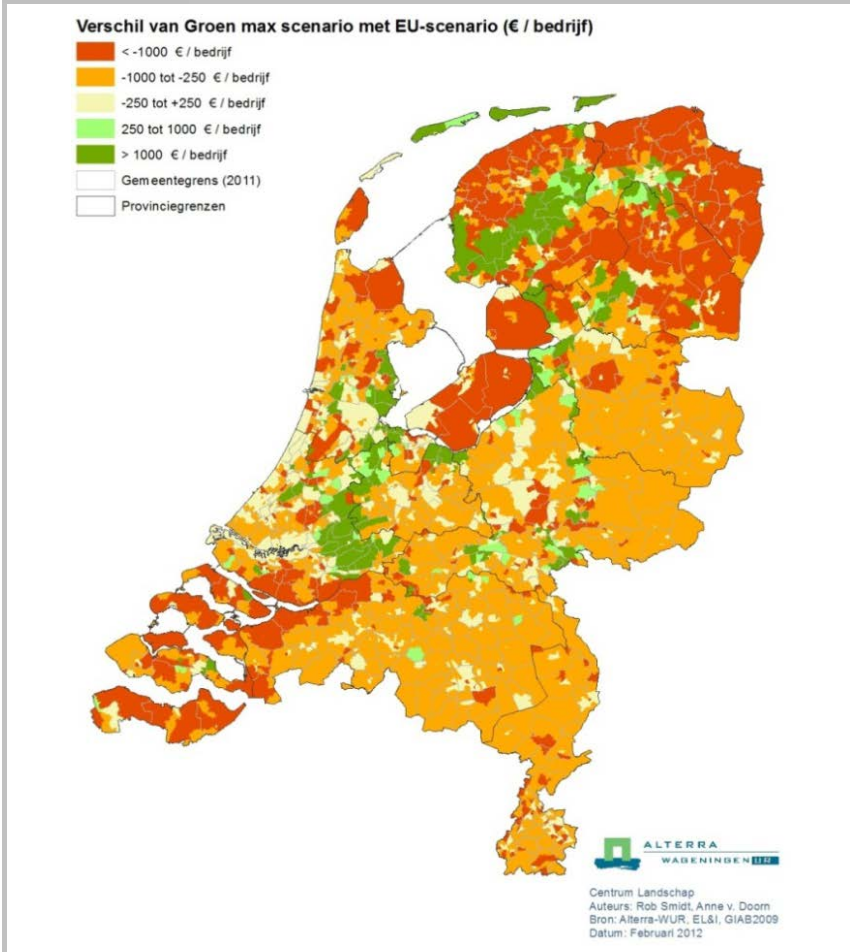 Verschil van Groen max scenario met EU-scenario (€ / bedrijf)
< -1000 € / bedrijf
-1000 tot -250 € / bedrijf
-250 tot +250 € / bedrijf
250 tot 1000 € / bedrijf
> 1000 € / bedrijf
Gemeentegrens (2011)
Provinciegrenzen
ALTERRA
WAGENINGEN UR
Centrum Landschap
Auteurs: Rob Smidt, Anne v. Doorn
Bron: Alterra-WUR, EL&I, GIAB2009
Datum: Februari 2012